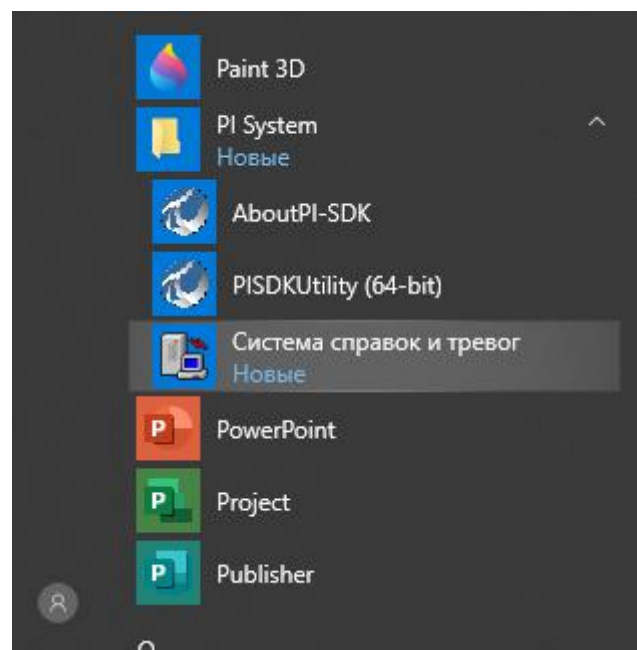 Paint 3D
PI System
Новые
AboutPI-SDK
PISDKUtility (64-bit)
Система справок и тревог
Новые
PowerPoint
Project
Publisher